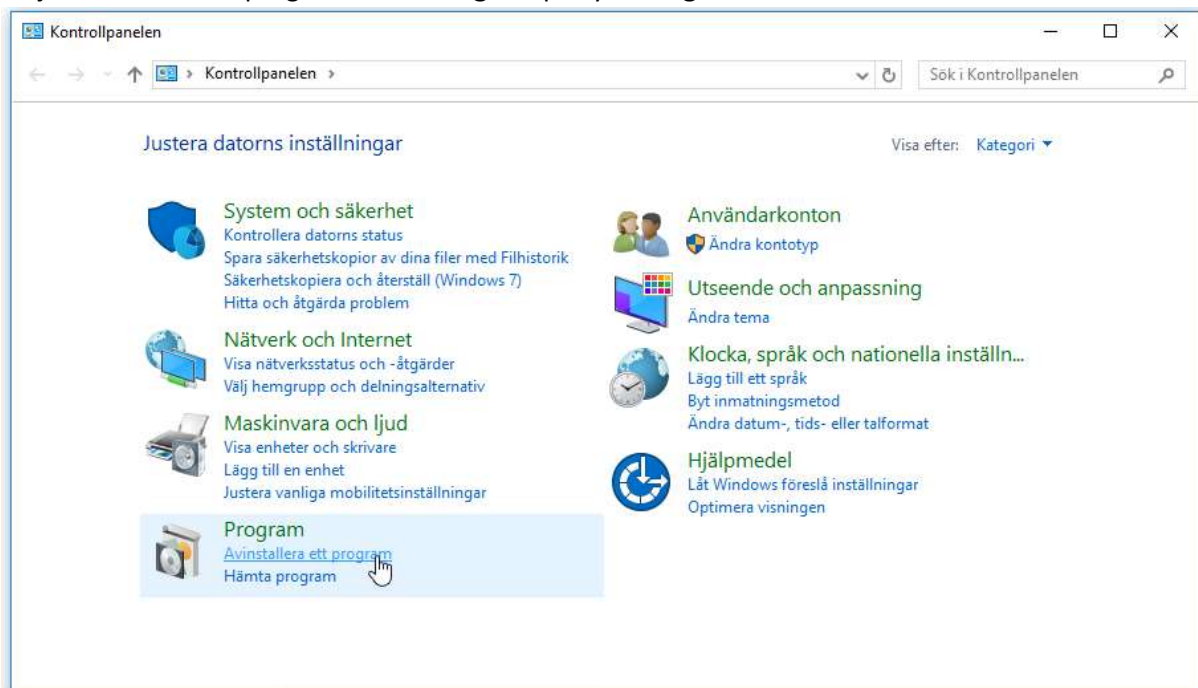 Kontrollpanelen
Kontrollpanelen
Sök i Kontrollpanelen
Justera datorns inställningar
Visa efter: Kategori
System och säkerhet
Kontrollera datorns status
Spara säkerhetskopior av dina filer med Filhistorik
Säkerhetskopiera och återställ (Windows 7)
Hitta och åtgärda problem
Nätverk och Internet
Visa nätverksstatus och -åtgärder
Välj hemgrupp och delningsalternativ
Maskinvara och ljud
Visa enheter och skrivare
Lägg till en enhet
Justera vanliga mobilitetsinställningar
Program
Avinstallera ett program
Hämta program
Användarkonton
Ändra kontotyp
Utseende och anpassning
Ändra tema
Klocka, språk och nationella inställn...
Lägg till ett språk
Byt inmatningsmetod
Ändra datum-, tids- eller talformat
Hjälpmedel
Låt Windows föreslå inställningar
Optimera visningen